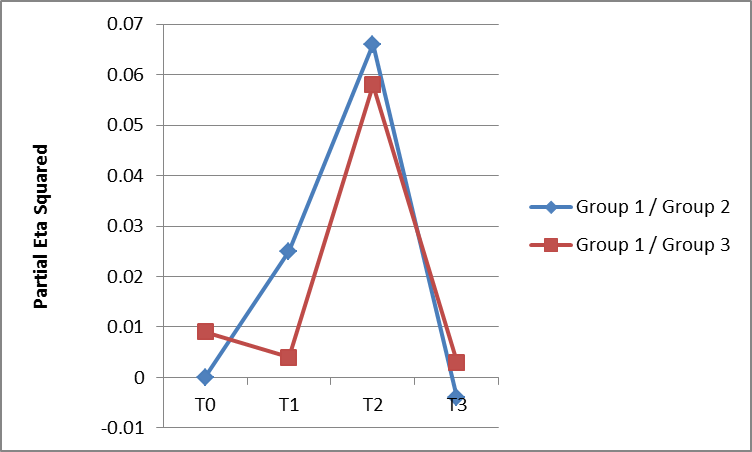 0.07
0.06
0.05
0.04
0.03
0.02
0.01
0
-0.01
Partial Eta Squared
T0 T1 T2 T3
Group 1 / Group 2
Group 1 / Group 3